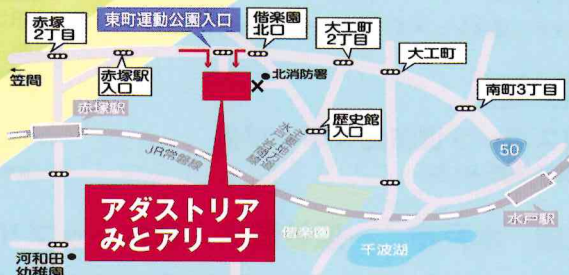 赤塚
2丁目
東町運動公園入口
偕楽園
北口
大工町
2丁目
大工町
←
笠間
赤塚駅
入口
北消防署
南町3丁目
赤塚駅
歴史館
入口
JR常磐線
50
アダストリア
みとアリーナ
偕楽園
千波湖
水戸駅
河和田
幼稚園